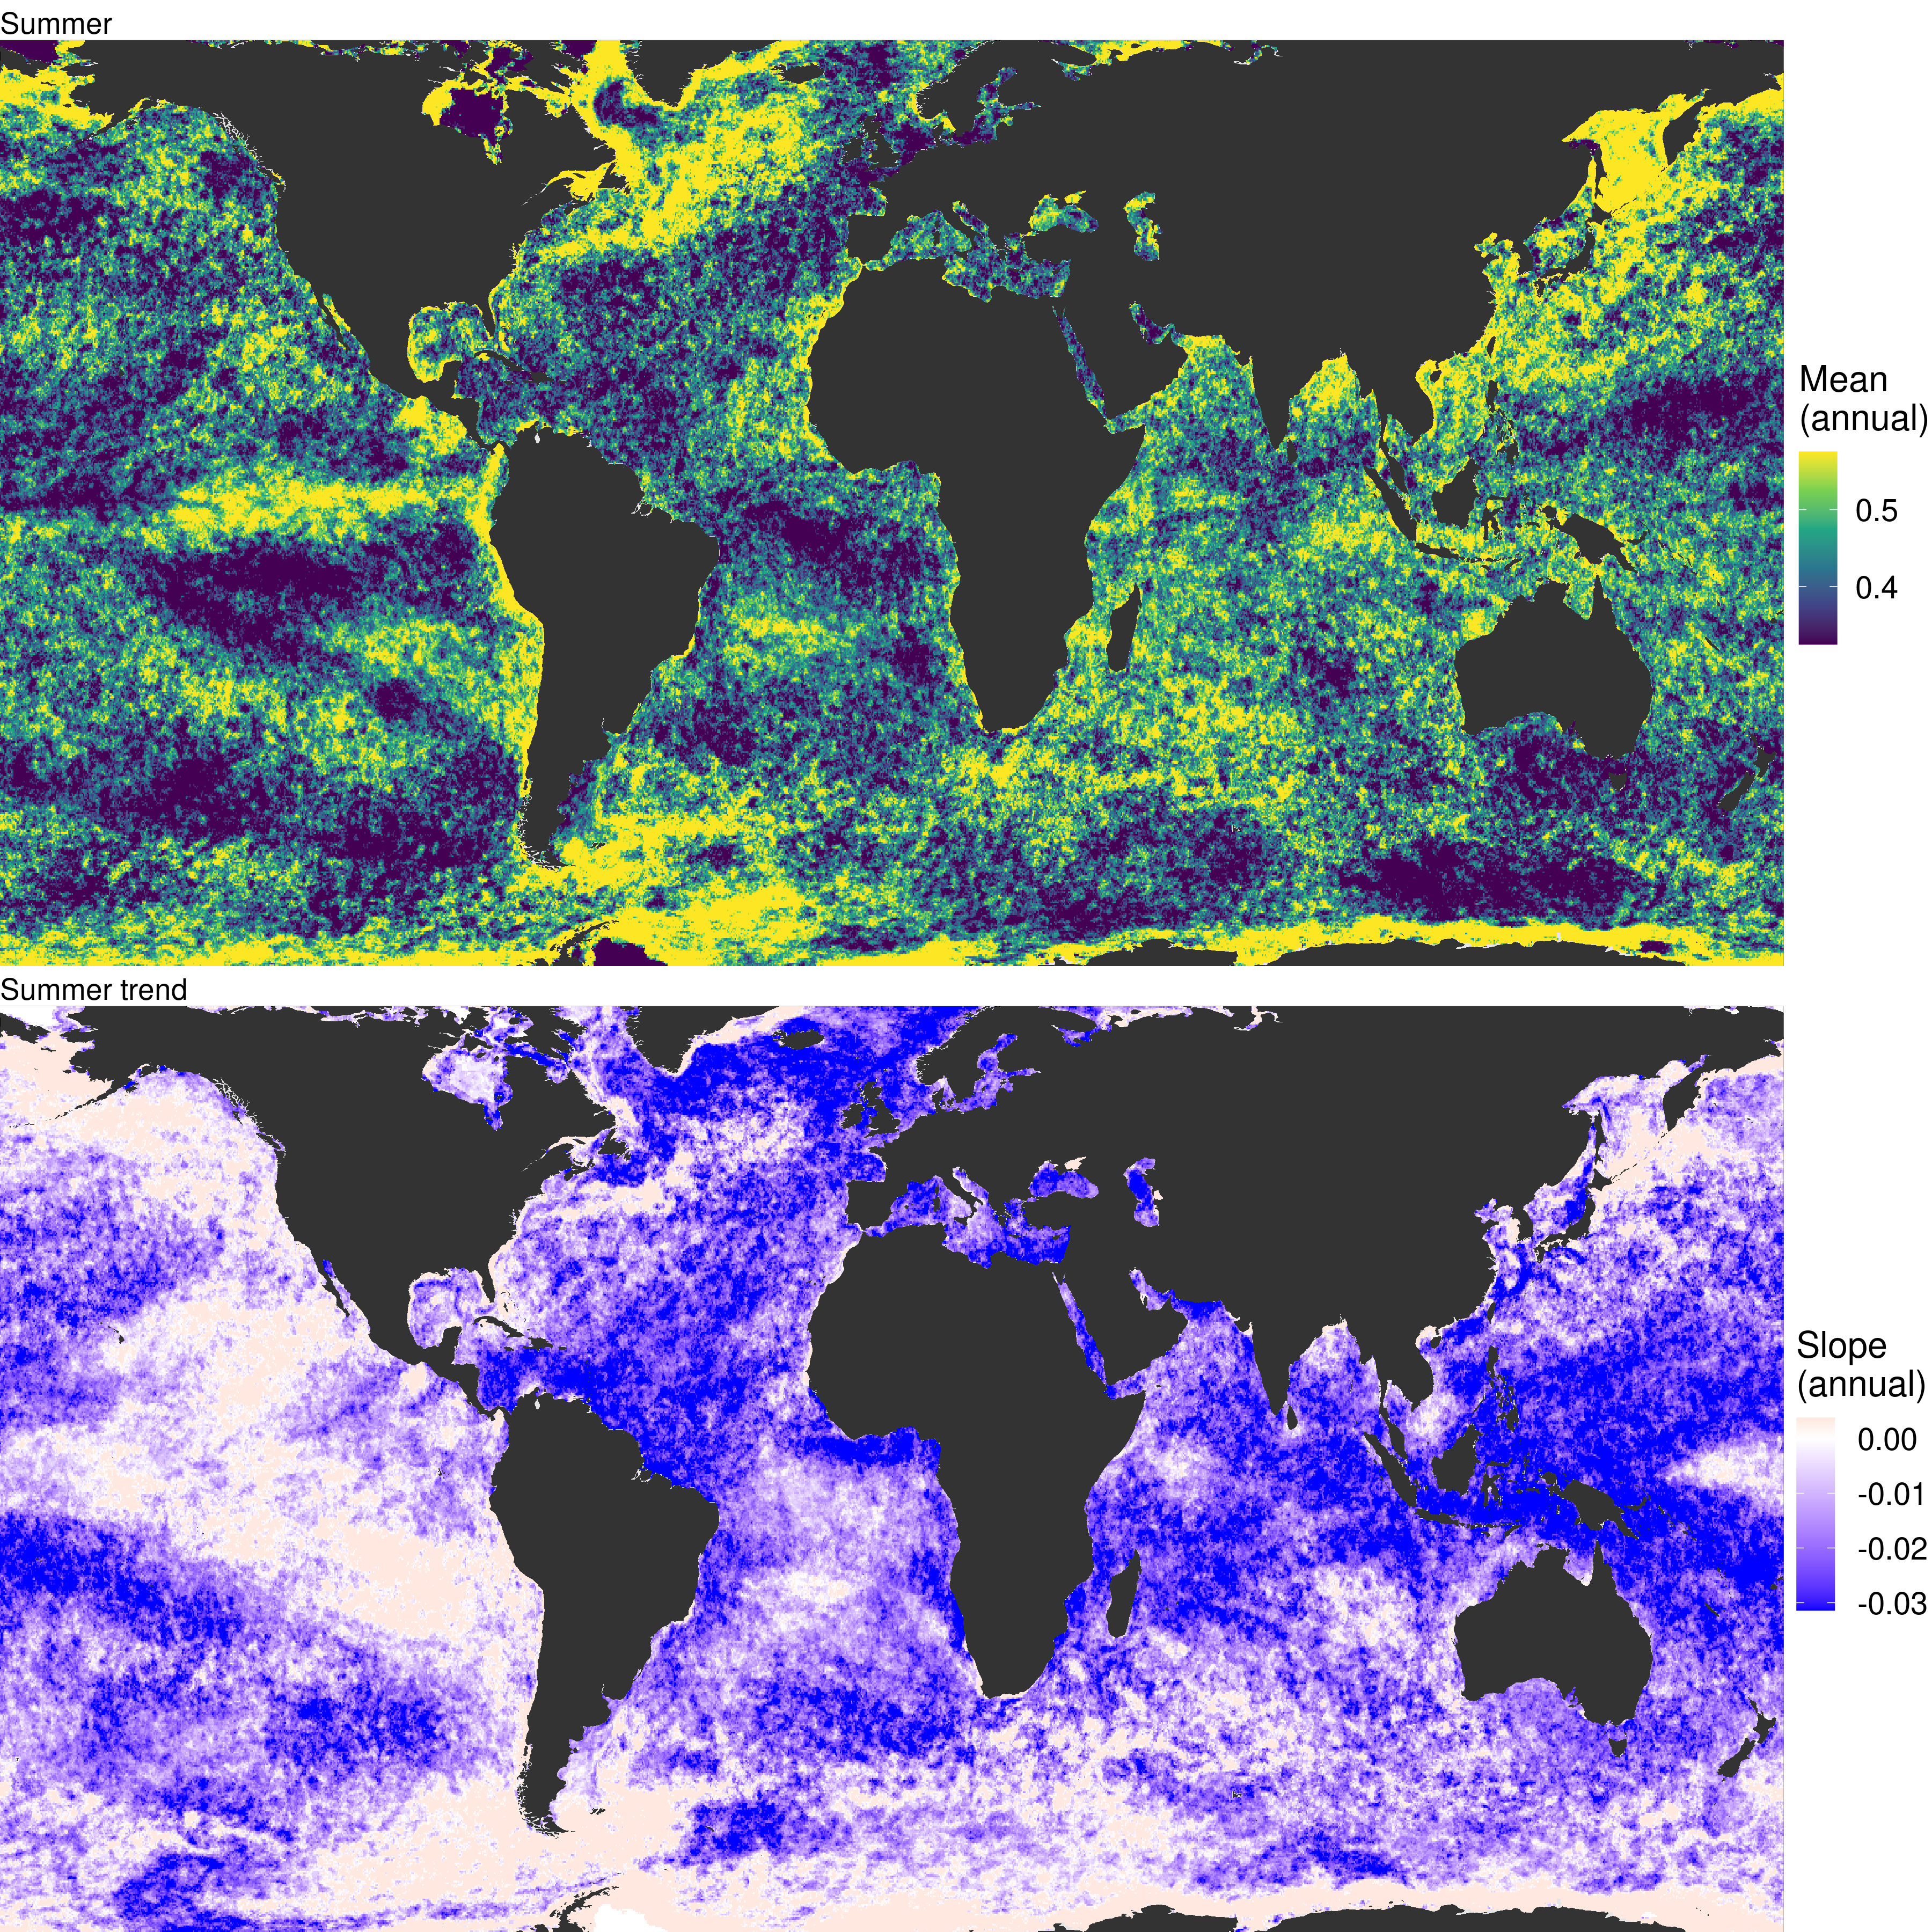 Summer
Mean
(annual)
0.5
0.4
Summer trend
Slope
(annual)
0.00
-0.01
-0.02
-0.03